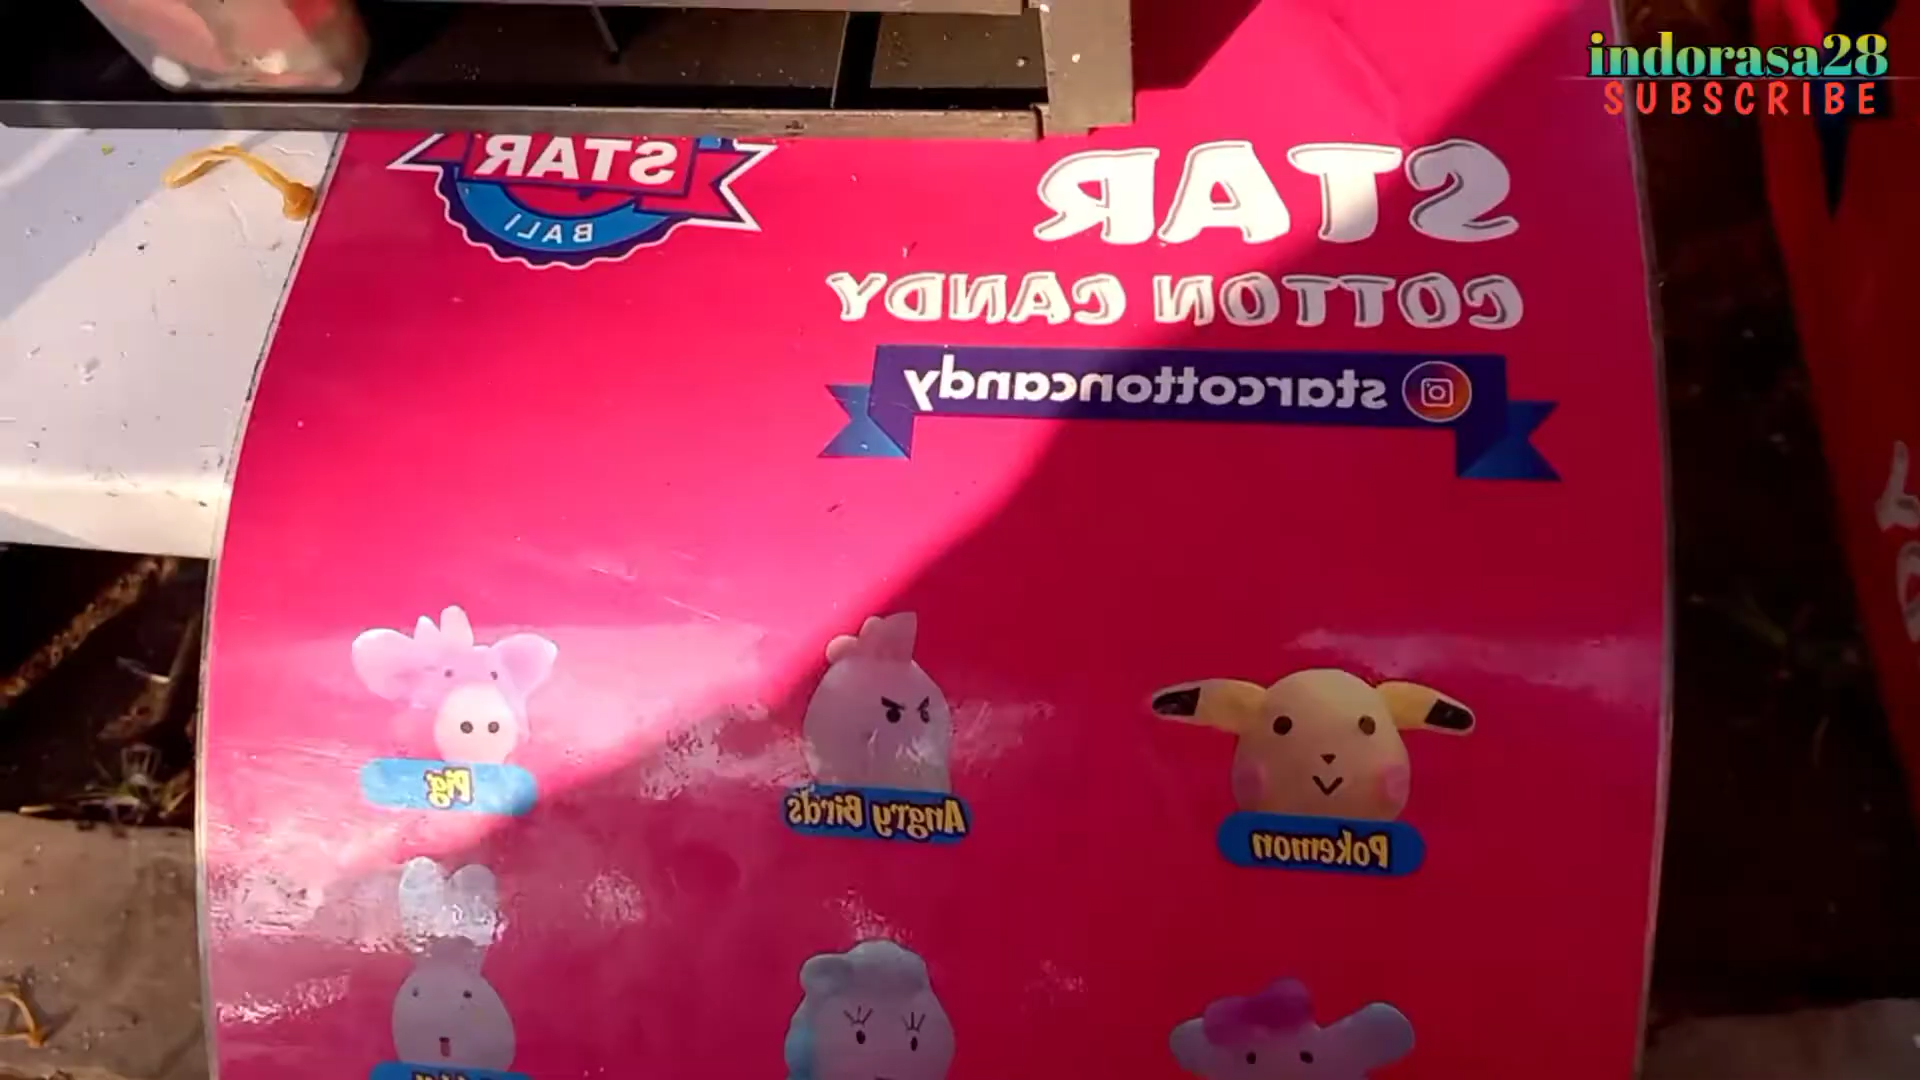 indorasa28
SUBSCRIBE
STAR
BALI
STAR
COTTON CANDY
starcottoncandy
Pig
Angry Birds
Pokemon